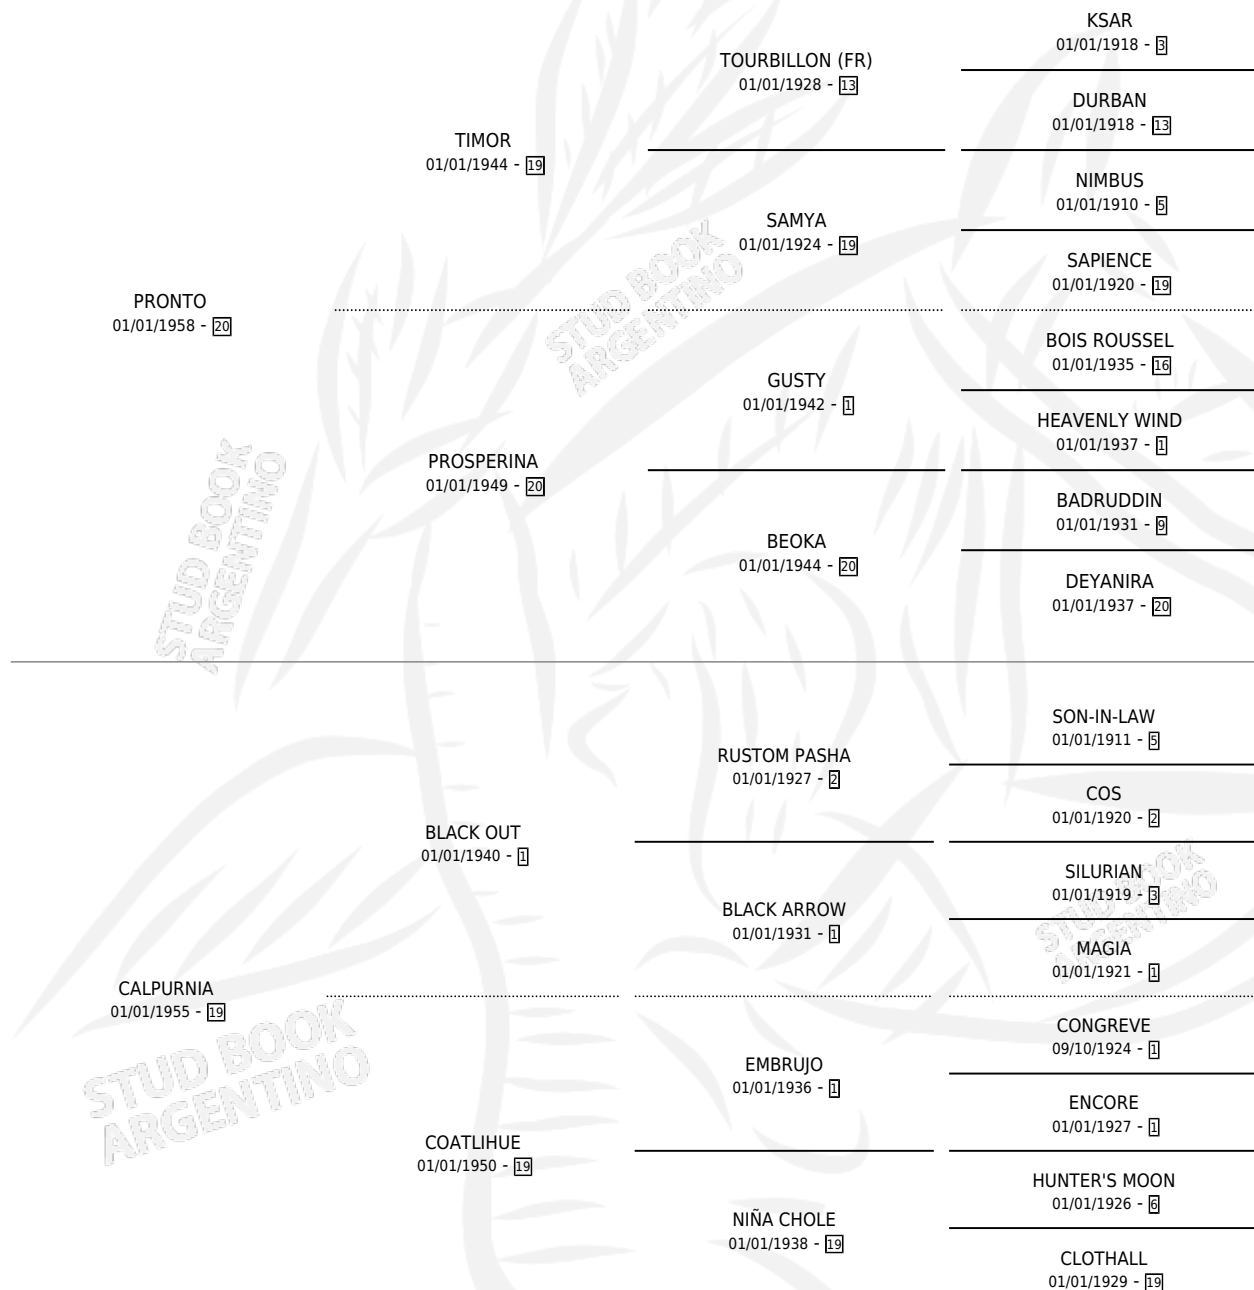 PRONTO
01/01/1958 - 20
TIMOR
01/01/1944 - 19
TOURBILLON (FR)
01/01/1928 - 13
KSAR
01/01/1918 - 3
DURBAN
01/01/1918 - 13
SAMYA
01/01/1924 - 19
NIMBUS
01/01/1910 - 5
SAPIENCE
01/01/1920 - 19
PROSPERINA
01/01/1949 - 20
GUSTY
01/01/1942 - 1
BOIS ROUSSEL
01/01/1935 - 16
HEAVENLY WIND
01/01/1937 - 1
BEOKA
01/01/1944 - 20
BADRUDDIN
01/01/1931 - 9
DEYANIRA
01/01/1937 - 20
CALPURNIA
01/01/1955 - 19
BLACK OUT
01/01/1940 - 1
RUSTOM PASHA
01/01/1927 - 2
SON-IN-LAW
01/01/1911 - 5
COS
01/01/1920 - 2
BLACK ARROW
01/01/1931 - 1
SILURIAN
01/01/1919 - 3
MAGIA
01/01/1921 - 1
COATLIHUE
01/01/1950 - 19
EMBRUJO
01/01/1936 - 1
CONGREVE
09/10/1924 - 1
ENCORE
01/01/1927 - 1
NIÑA CHOLE
01/01/1938 - 19
HUNTER'S MOON
01/01/1926 - 6
CLOTHALL
01/01/1929 - 19
STUD BOOK
ARGENTINO
STUD BOOK
ARGENTINO
STUD BOOK
ARGENTINO
STUD BOOK
ARGENTINO